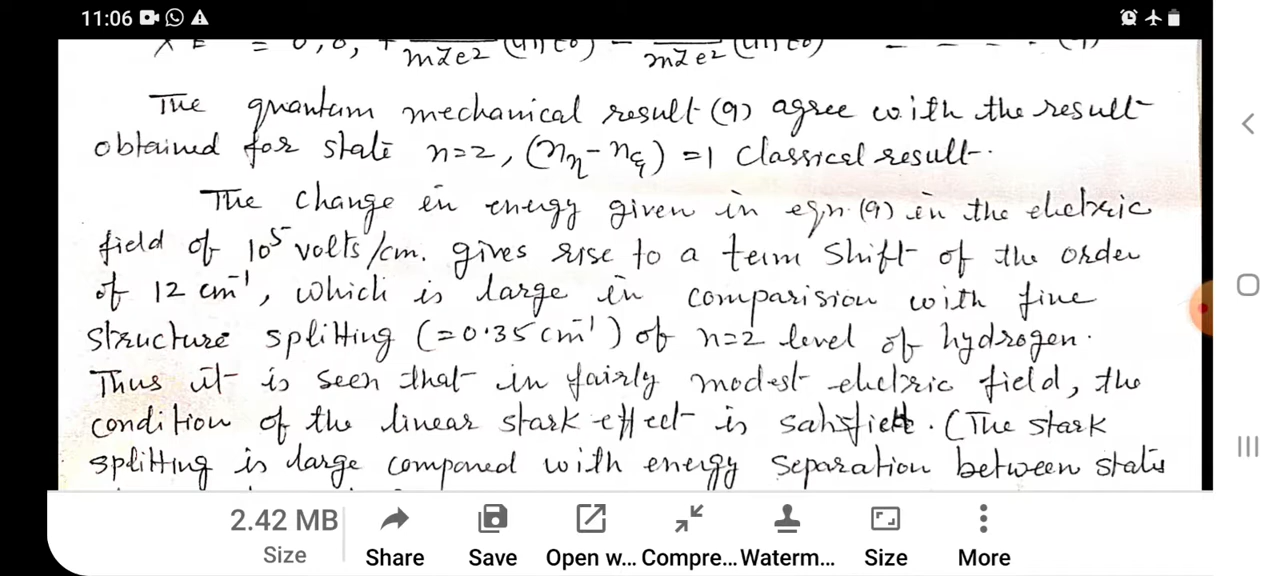 11:06
The quantum mechanical result (9) agree with the result
obtained for state n=2, (nη - nξ) = 1 classical result.
The change in energy given in eqn. (9) in the electric
field of 10⁵ volts/cm. gives rise to a term shift of the order
of 12 cm⁻¹, which is large in comparision with fine
structure splitting (=0.35 cm⁻¹) of n=2 level of hydrogen.
Thus it is seen that in fairly modest electric field, the
condition of the linear stark effect is . (The stark
splitting is large compared with energy separation between state
2.42 MB
Size
Share
Save
Open w...
Compre...
Waterm...
Size
More